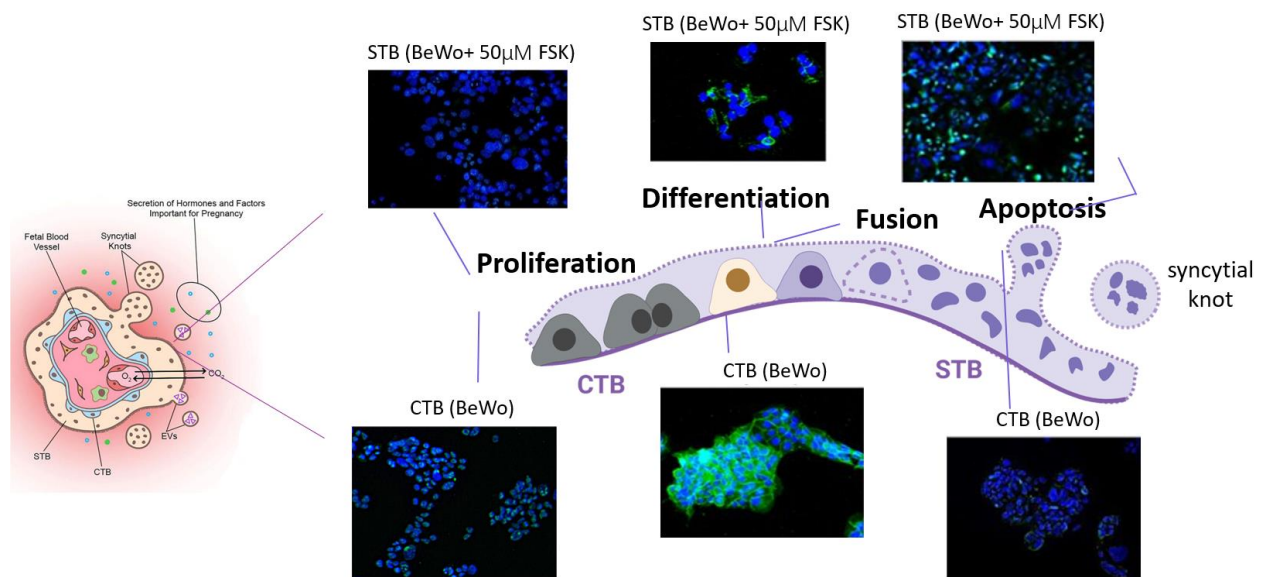 STB (BeWo+ 50µM FSK)
STB (BeWo+ 50µM FSK)
STB (BeWo+ 50µM FSK)
Secretion of Hormones and Factors
Important for Pregnancy
Fetal Blood
Vessel
Syncytial
Knots
O2
CO2
EVs
STB
CTB
Proliferation
Differentiation
Fusion
Apoptosis
syncytial
knot
CTB
STB
CTB (BeWo)
CTB (BeWo)
CTB (BeWo)